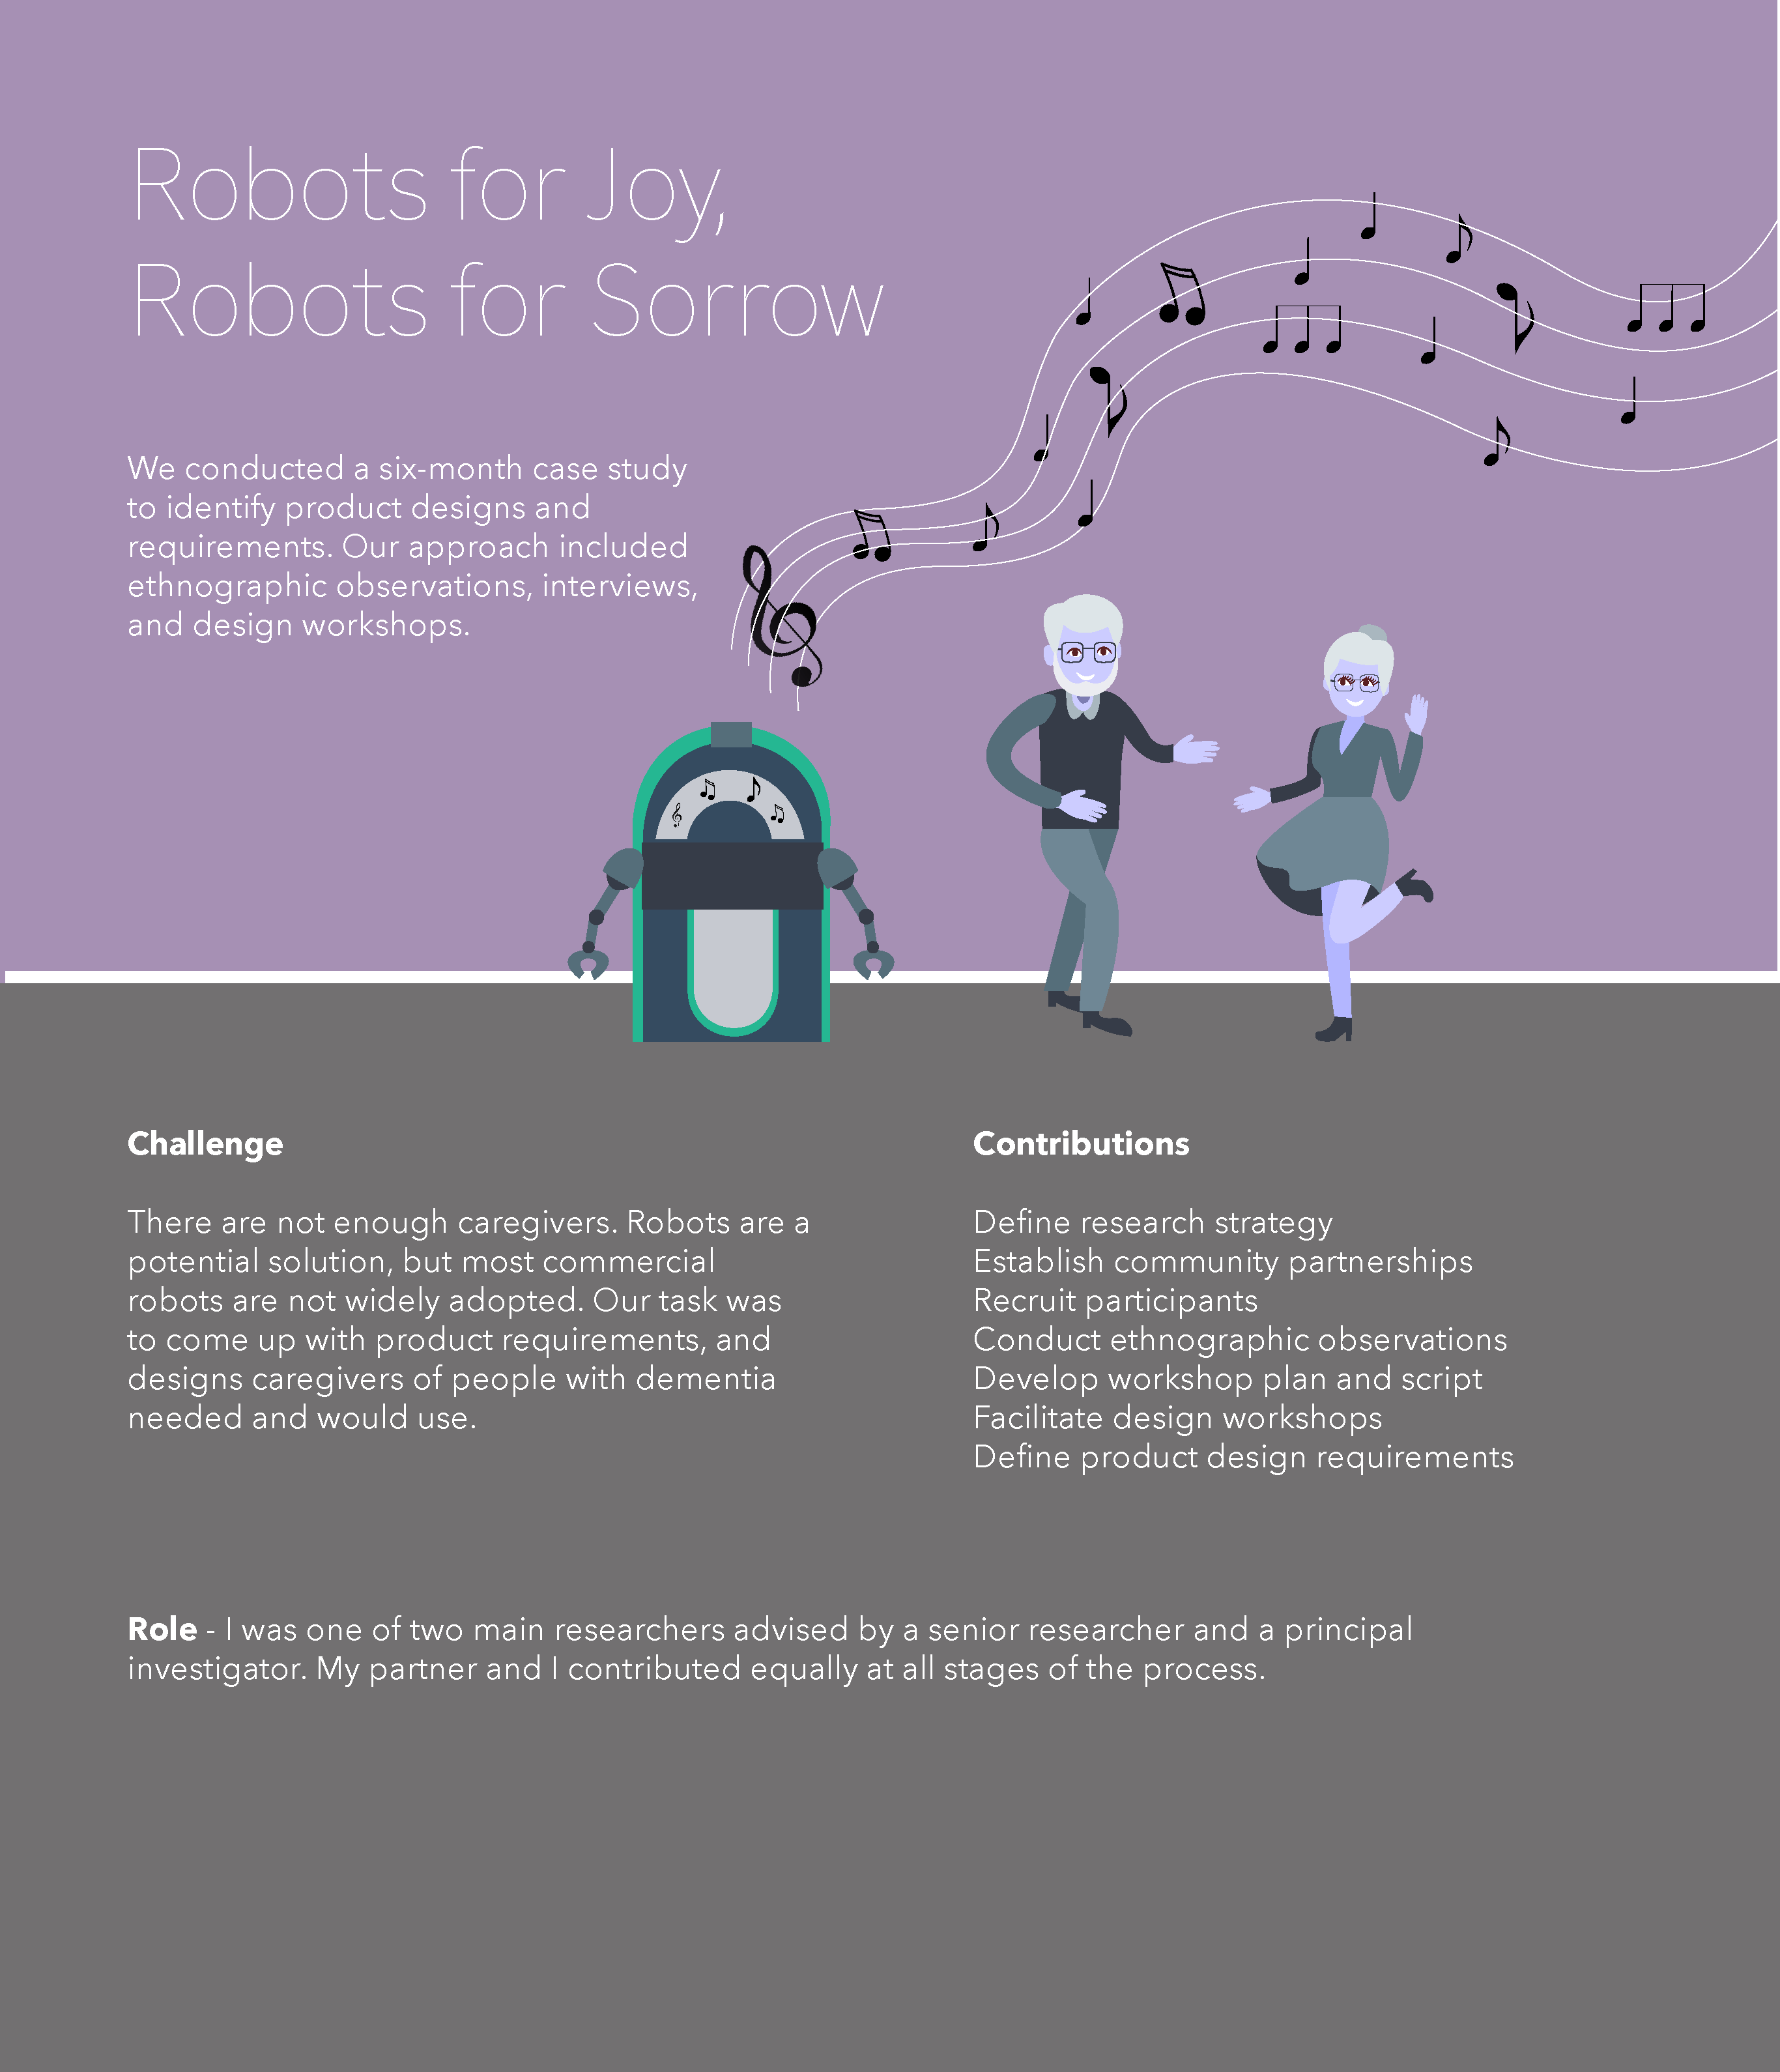 Robots for Joy,
Robots for Sorrow
We conducted a six-month case study
to identify product designs and
requirements. Our approach included
ethnographic observations, interviews,
and design workshops.
Challenge
There are not enough caregivers. Robots are a
potential solution, but most commercial
robots are not widely adopted. Our task was
to come up with product requirements, and
designs caregivers of people with dementia
needed and would use.
Contributions
Define research strategy
Establish community partnerships
Recruit participants
Conduct ethnographic observations
Develop workshop plan and script
Facilitate design workshops
Define product design requirements
Role - I was one of two main researchers advised by a senior researcher and a principal
investigator. My partner and I contributed equally at all stages of the process.